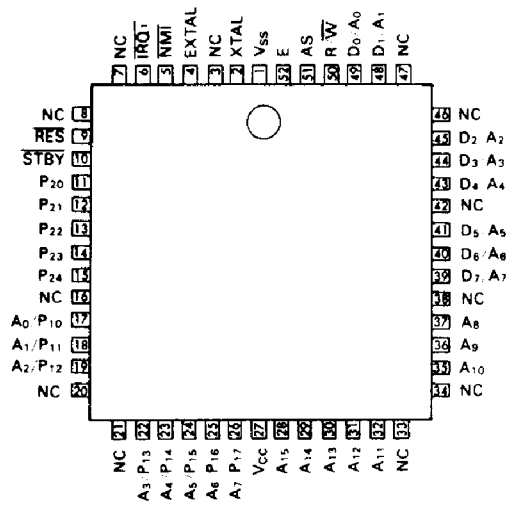 NC
IRQ1
NMI
EXTAL
NC
XTAL
VSS
E
AS
R/W
D0/A0
D1/A1
NC
7 6 5 4 3 2 1 52 51 50 49 48 47
NC 8
RES 9
STBY 10
P20 11
P21 12
P22 13
P23 14
P24 15
NC 16
A0/P10 17
A1/P11 18
A2/P12 19
NC 20
46 NC
45 D2/A2
44 D3/A3
43 D4/A4
42 NC
41 D5/A5
40 D6/A6
39 D7/A7
38 NC
37 A8
36 A9
35 A10
34 NC
21 22 23 24 25 26 27 28 29 30 31 32 33
NC
A3/P13
A4/P14
A5/P15
A6/P16
A7/P17
VCC
A15
A14
A13
A12
A11
NC